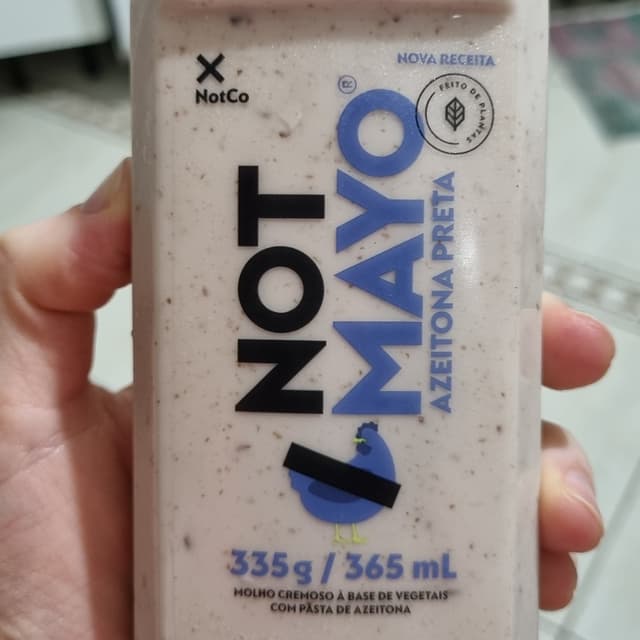 NotCo
NOVA RECEITA
FEITO DE PLANTAS
NOT
MAYO
AZEITONA PRETA
335g / 365 mL
MOLHO CREMOSO À BASE DE VEGETAIS
COM PASTA DE AZEITONA